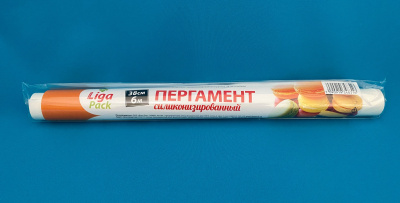 Liga
Pack
38см
6м
ПЕРГАМЕНТ
силиконизированный